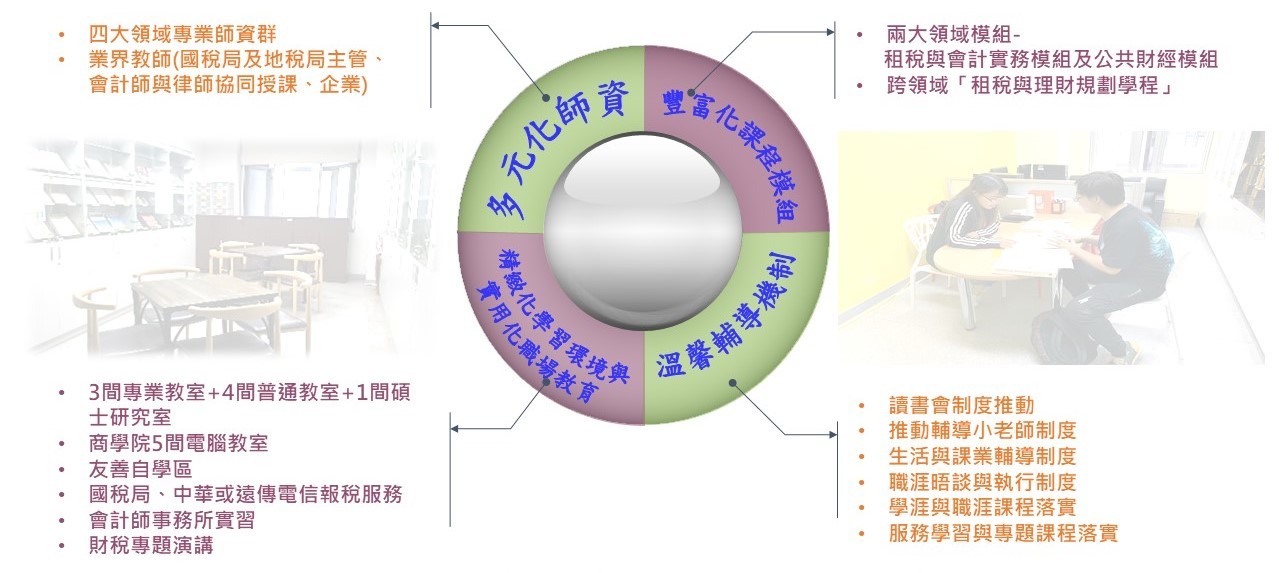 • 四大領域專業師資群
• 業界教師(國稅局及地稅局主管、
會計師與律師協同授課、企業)
• 兩大領域模組-
租稅與會計實務模組及公共財經模組
• 跨領域「租稅與理財規劃學程」
多元化師資
豐富化課程模組
精緻化學習環境與
實用化職場教育
溫馨輔導機制
• 3間專業教室+4間普通教室+1間碩
士研究室
• 商學院5間電腦教室
• 友善自學區
• 國稅局、中華或遠傳電信報稅服務
• 會計師事務所實習
• 財稅專題演講
• 讀書會制度推動
• 推動輔導小老師制度
• 生活與課業輔導制度
• 職涯晤談與執行制度
• 學涯與職涯課程落實
• 服務學習與專題課程落實